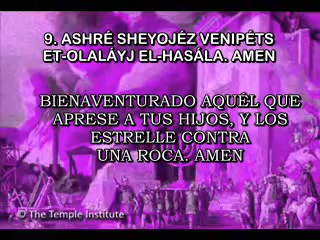 9. ASHRÉ SHEYOJÉZ VENIPÉTS
ET-OLALÁYJ EL-HASÁLA. AMEN
BIENAVENTURADO AQUÉL QUE
APRESE A TUS HIJOS, Y LOS
ESTRELLE CONTRA
UNA ROCA. AMEN
© The Temple Institute